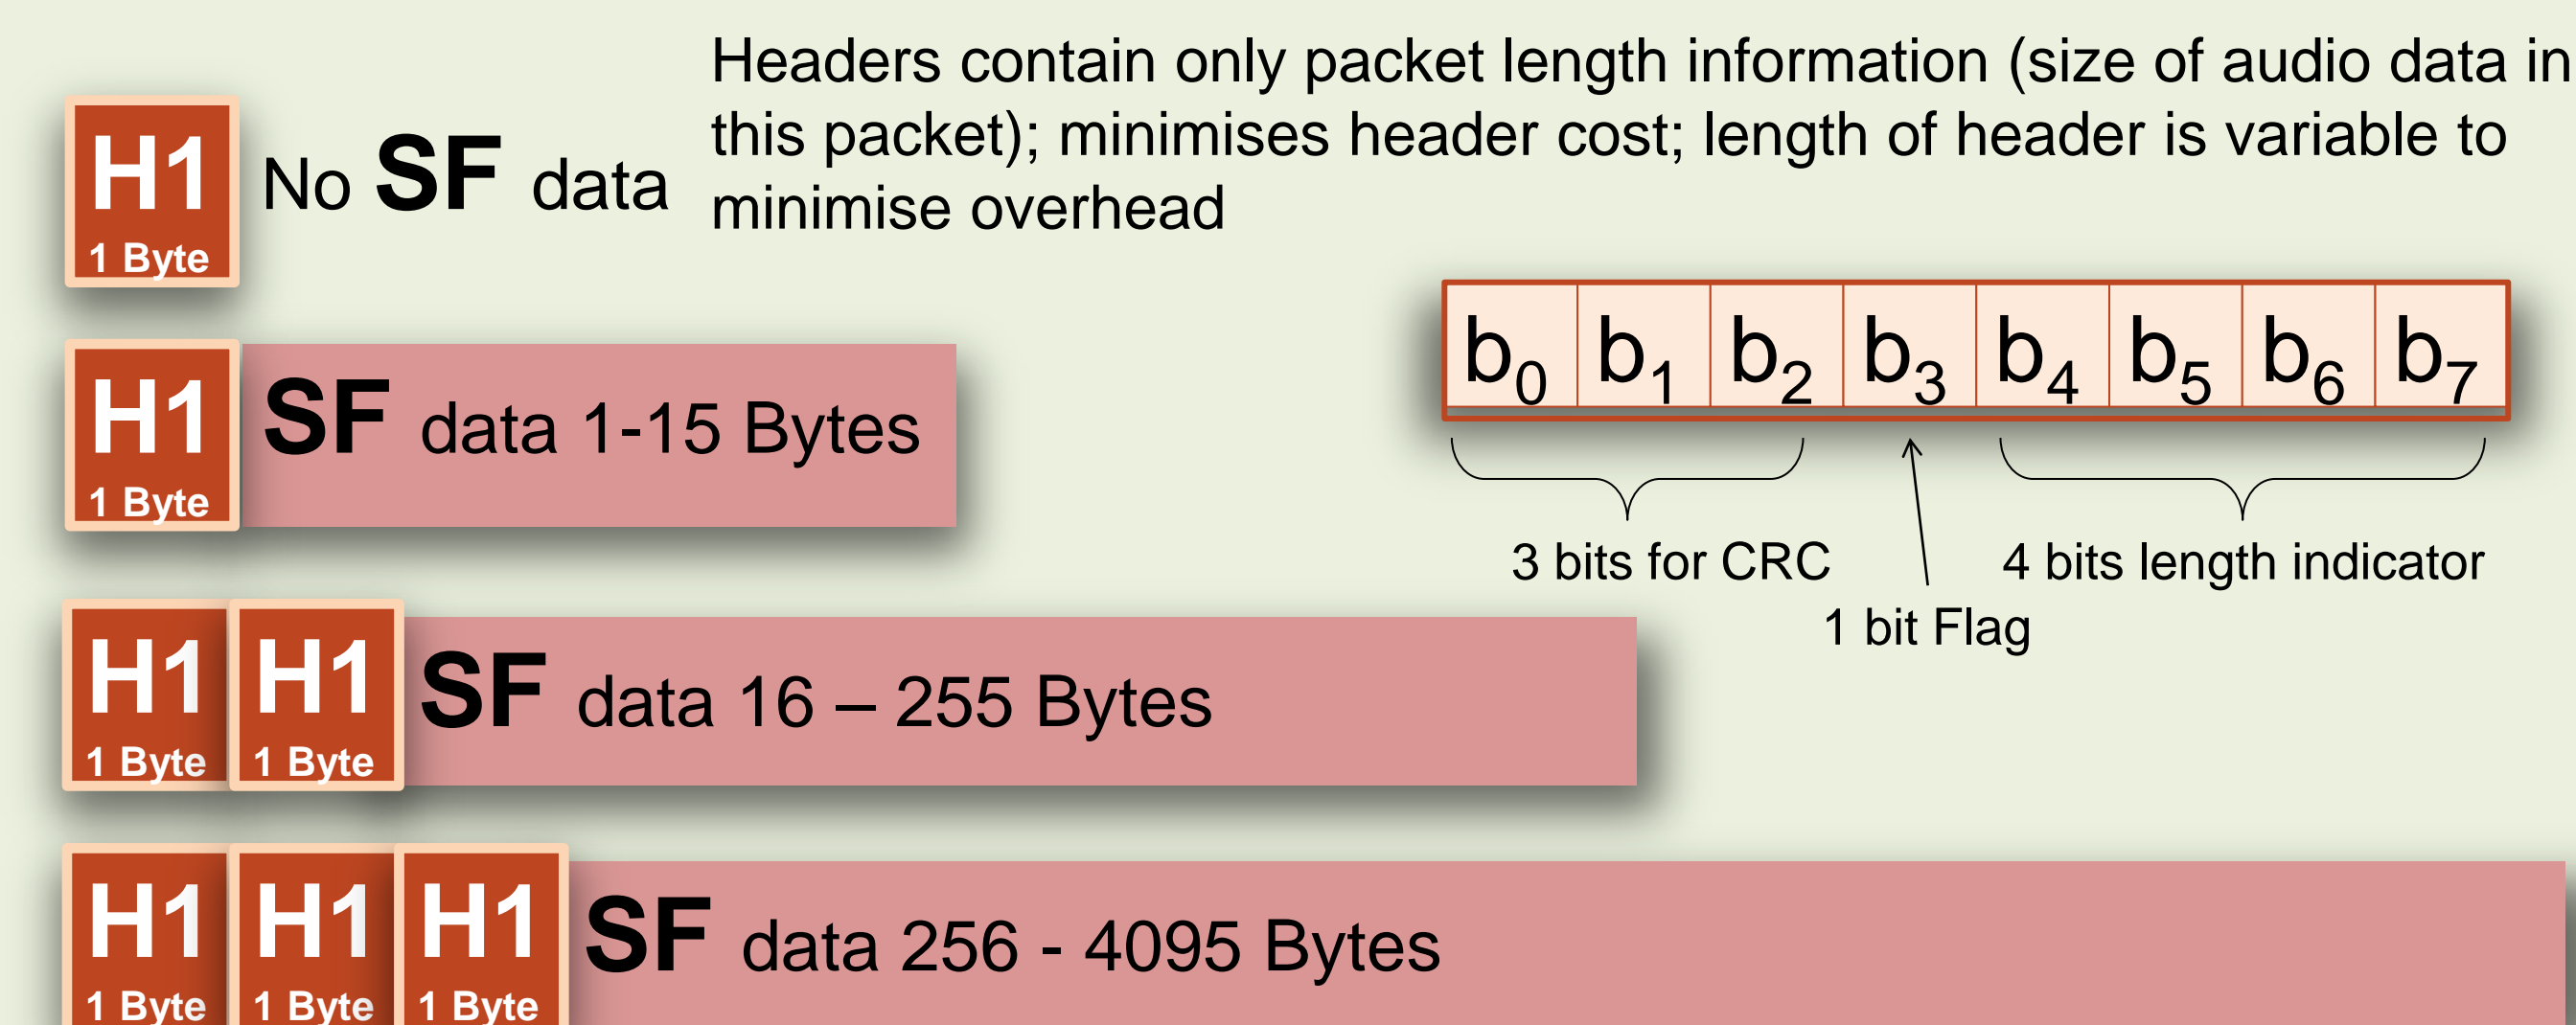 Headers contain only packet length information (size of audio data in
this packet); minimises header cost; length of header is variable to
minimise overhead
H1
1 Byte
No SF data
b0 b1 b2 b3 b4 b5 b6 b7
3 bits for CRC
1 bit Flag
4 bits length indicator
H1
1 Byte
SF data 1-15 Bytes
H1 H1
1 Byte 1 Byte
SF data 16 – 255 Bytes
H1 H1 H1
1 Byte 1 Byte 1 Byte
SF data 256 - 4095 Bytes